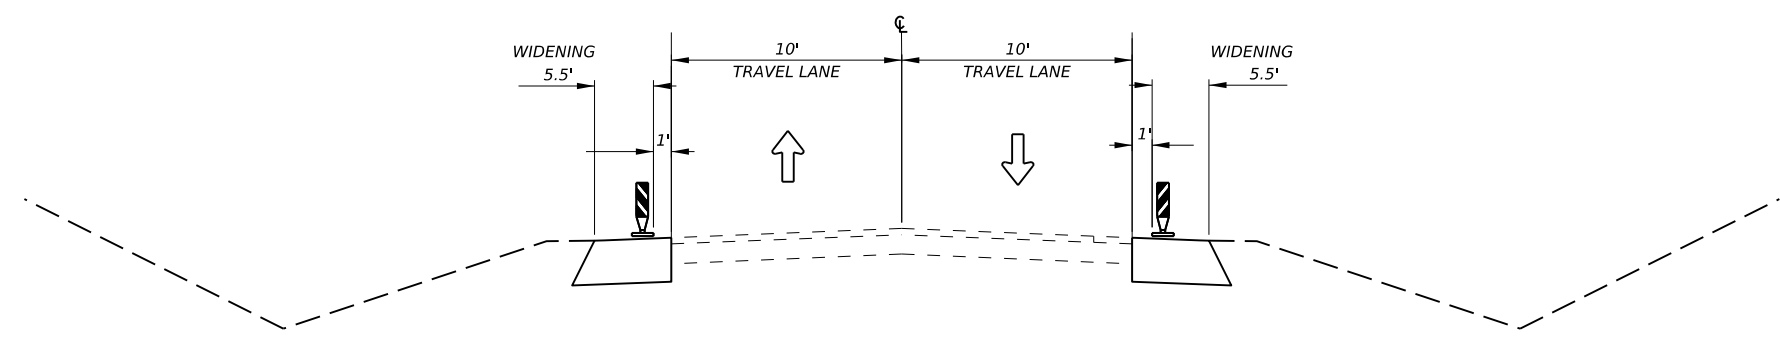 ℄
WIDENING
5.5'
10'
TRAVEL LANE
10'
TRAVEL LANE
WIDENING
5.5'
1'
1'